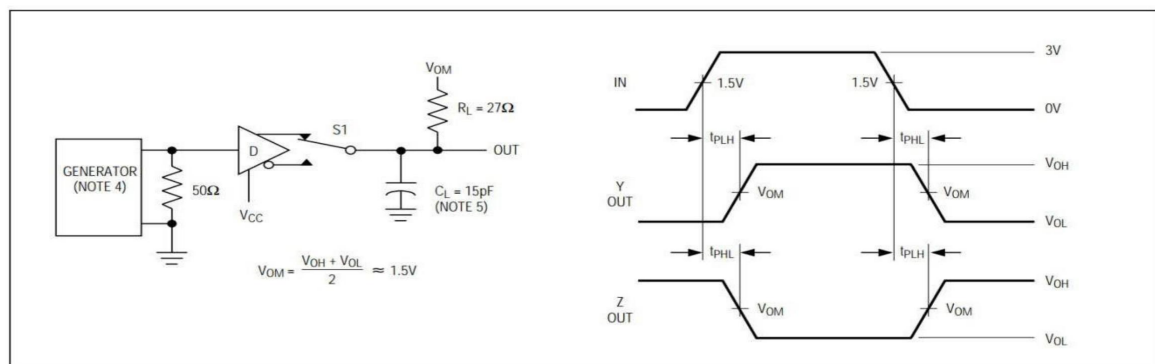 GENERATOR
(NOTE 4)
50Ω
D
VCC
S1
VOM
RL = 27Ω
OUT
CL = 15pF
(NOTE 5)
VOM = VOH + VOL / 2 ≈ 1.5V
IN
1.5V
1.5V
3V
0V
tPLH
tPHL
Y
OUT
VOM
VOM
VOH
VOL
tPHL
tPLH
Z
OUT
VOM
VOM
VOH
VOL